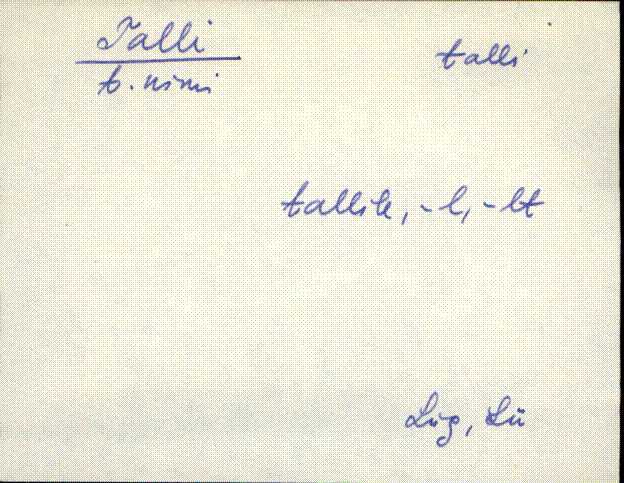 Talli talli
t. nimi
tallile, -l, -lt
Lüg, Lü